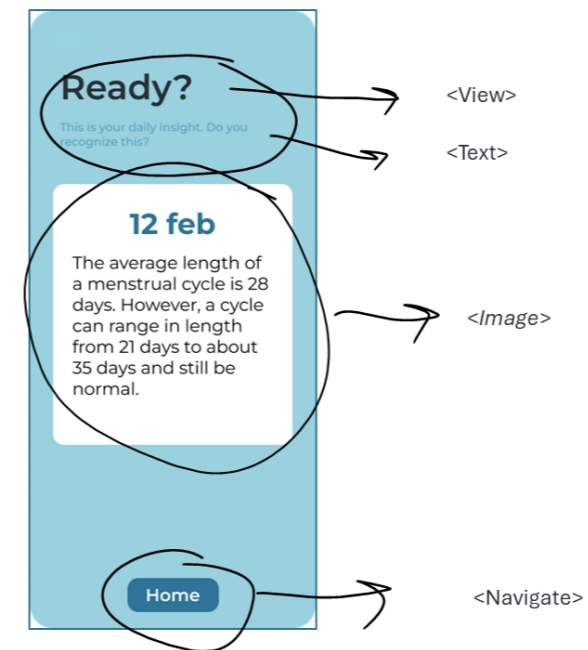 Ready?
<View>
This is your daily insight. Do you
recognize this?
<Text>
12 feb
The average length of
a menstrual cycle is 28
days. However, a cycle
can range in length
from 21 days to about
35 days and still be
normal.
<Image>
Home
<Navigate>